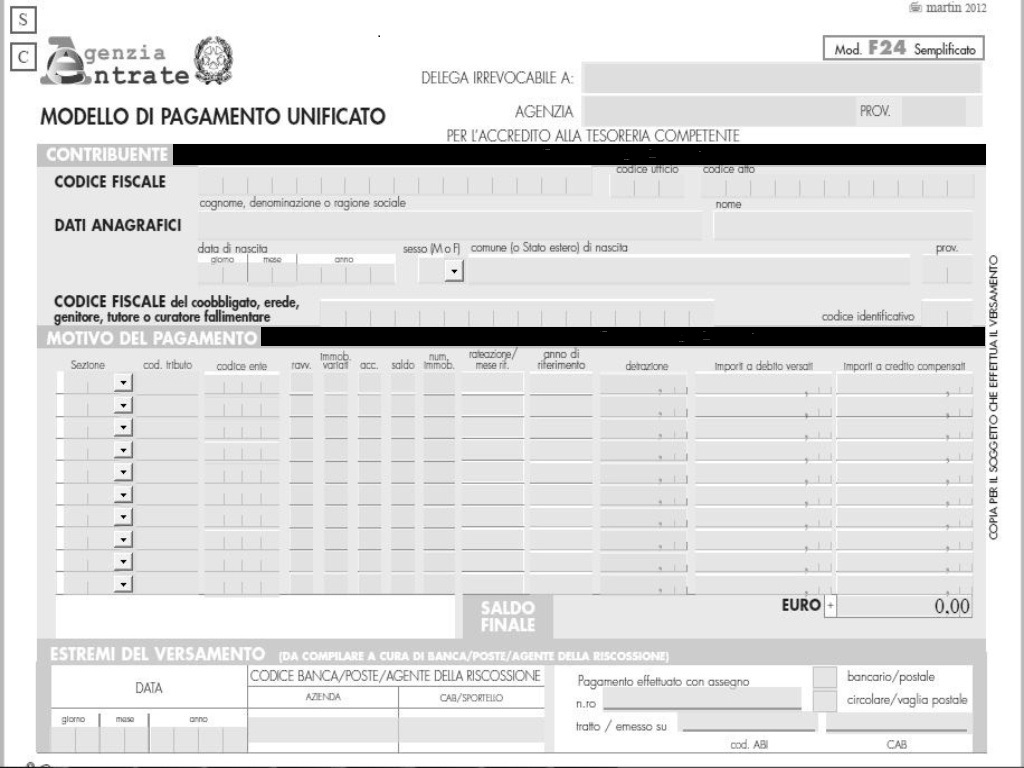 S
martin 2012
C
Agenzia
Entrate
Mod. F24 Semplificato
DELEGA IRREVOCABILE A:
AGENZIA PROV.
MODELLO DI PAGAMENTO UNIFICATO
PER L'ACCREDITO ALLA TESORERIA COMPETENTE
CONTRIBUENTE
codice ufficio codice atto
CODICE FISCALE
cognome, denominazione o ragione sociale nome
DATI ANAGRAFICI
data di nascita sesso (M o F) comune (o Stato estero) di nascita prov.
giorno mese anno
CODICE FISCALE del coobbligato, erede,
genitore, tutore o curatore fallimentare codice identificativo
MOTIVO DEL PAGAMENTO
Sezione cod. tributo codice ente ravv. immob. variati acc. saldo num. immob. rateazione/ mese rif. anno di riferimento detrazione importi a debito versati importi a credito compensati
SALDO
FINALE
EURO + 0,00
ESTREMI DEL VERSAMENTO (DA COMPILARE A CURA DI BANCA/POSTE/AGENTE DELLA RISCOSSIONE)
DATA
CODICE BANCA/POSTE/AGENTE DELLA RISCOSSIONE
AZIENDA CAB/SPORTELLO
giorno mese anno
Pagamento effettuato con assegno
bancario/postale
n.ro
circolare/vaglia postale
tratto / emesso su
cod. ABI CAB
COPIA PER IL SOGGETTO CHE EFFETTUA IL VERSAMENTO